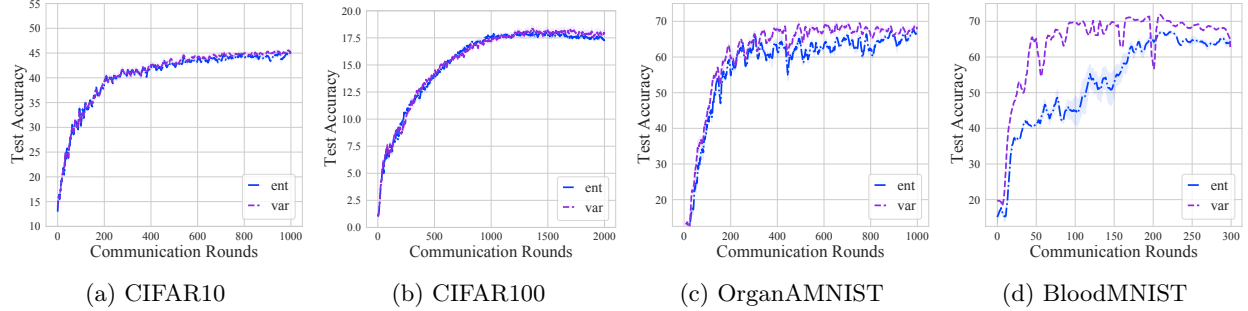 Test Accuracy
55
50
45
40
35
30
25
20
15
10
0 200 400 600 800 1000
Communication Rounds
ent
var
(a) CIFAR10
Test Accuracy
20.0
17.5
15.0
12.5
10.0
7.5
5.0
2.5
0.0
0 500 1000 1500 2000
Communication Rounds
ent
var
(b) CIFAR100
Test Accuracy
70
60
50
40
30
20
0 200 400 600 800 1000
Communication Rounds
ent
var
(c) OrganAMNIST
Test Accuracy
70
60
50
40
30
20
0 50 100 150 200 250 300
Communication Rounds
ent
var
(d) BloodMNIST